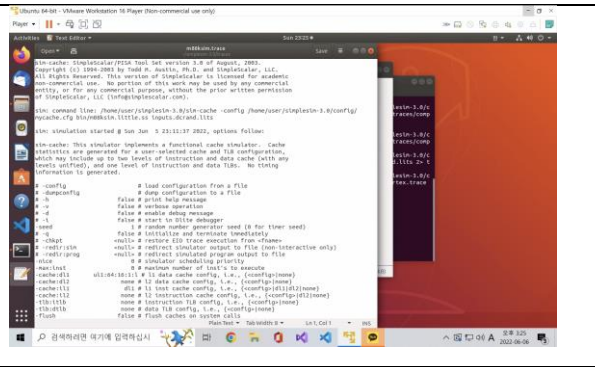 Ubuntu 64-bit - VMware Workstation 16 Player (Non-commercial use only)
Player
Activities Text Editor Sun 23:25
Open m88ksim.trace Save
sim-cache: SimpleScalar/PISA Tool Set version 3.0 of August, 2003.
Copyright (c) 1994-2003 by Todd M. Austin, Ph.D. and SimpleScalar, LLC.
All Rights Reserved. This version of SimpleScalar is licensed for academic
non-commercial use. No portion of this work may be used by any commercial
entity, or for any commercial purpose, without the prior written permission
of SimpleScalar, LLC (info@simplescalar.com).
sim: command line: /home/user/simplesim-3.0/sim-cache -config /home/user/simplesim-3.0/config/
mycache.cfg bin/m88ksim.little.ss inputs.dcrand.lits
sim: simulation started @ Sun Jun 5 23:11:37 2022, options follow:
sim-cache: This simulator implements a functional cache simulator. Cache
statistics are generated for a user-selected cache and TLB configuration,
which may include up to two levels of instruction and data cache (with any
levels unified), and one level of instruction and data TLBs. No timing
information is generated.
# -config # load configuration from a file
# -dumpconfig # dump configuration to a file
# -h false # print help message
# -v false # verbose operation
# -d false # enable debug message
# -i false # start in Dlite debugger
-seed 1 # random number generator seed (0 for timer seed)
# -q false # initialize and terminate immediately
# -chkpt <null> # restore EIO trace execution from <fname>
# -redir:sim <null> # redirect simulator output to file (non-interactive only)
# -redir:prog <null> # redirect simulated program output to file
-nice 0 # simulator scheduling priority
-max:inst 0 # maximum number of inst's to execute
-cache:dl1 # l1 data cache config, i.e., {<config>|none}
-cache:dl2 none # l2 data cache config, i.e., {<config>|none}
-cache:il1 dl1 # l1 inst cache config, i.e., {<config>|dl1|dl2|none}
-cache:il2 none # l2 instruction cache config, i.e., {<config>|dl2|none}
-tlb:itlb none # instruction TLB config, i.e., {<config>|none}
-tlb:dtlb none # data TLB config, i.e., {<config>|none}
-flush false # flush caches on system calls
Plain Text Tab Width: 8 Ln 1, Col 1 INS
lesim-3.0/c
traces/comp
lesim-3.0/c
traces/comp
lesim-3.0/c
lesim-3.0/c
rtex.trace
검색하려면 여기에 입력하십시
A 오후 3:25
2022-06-06